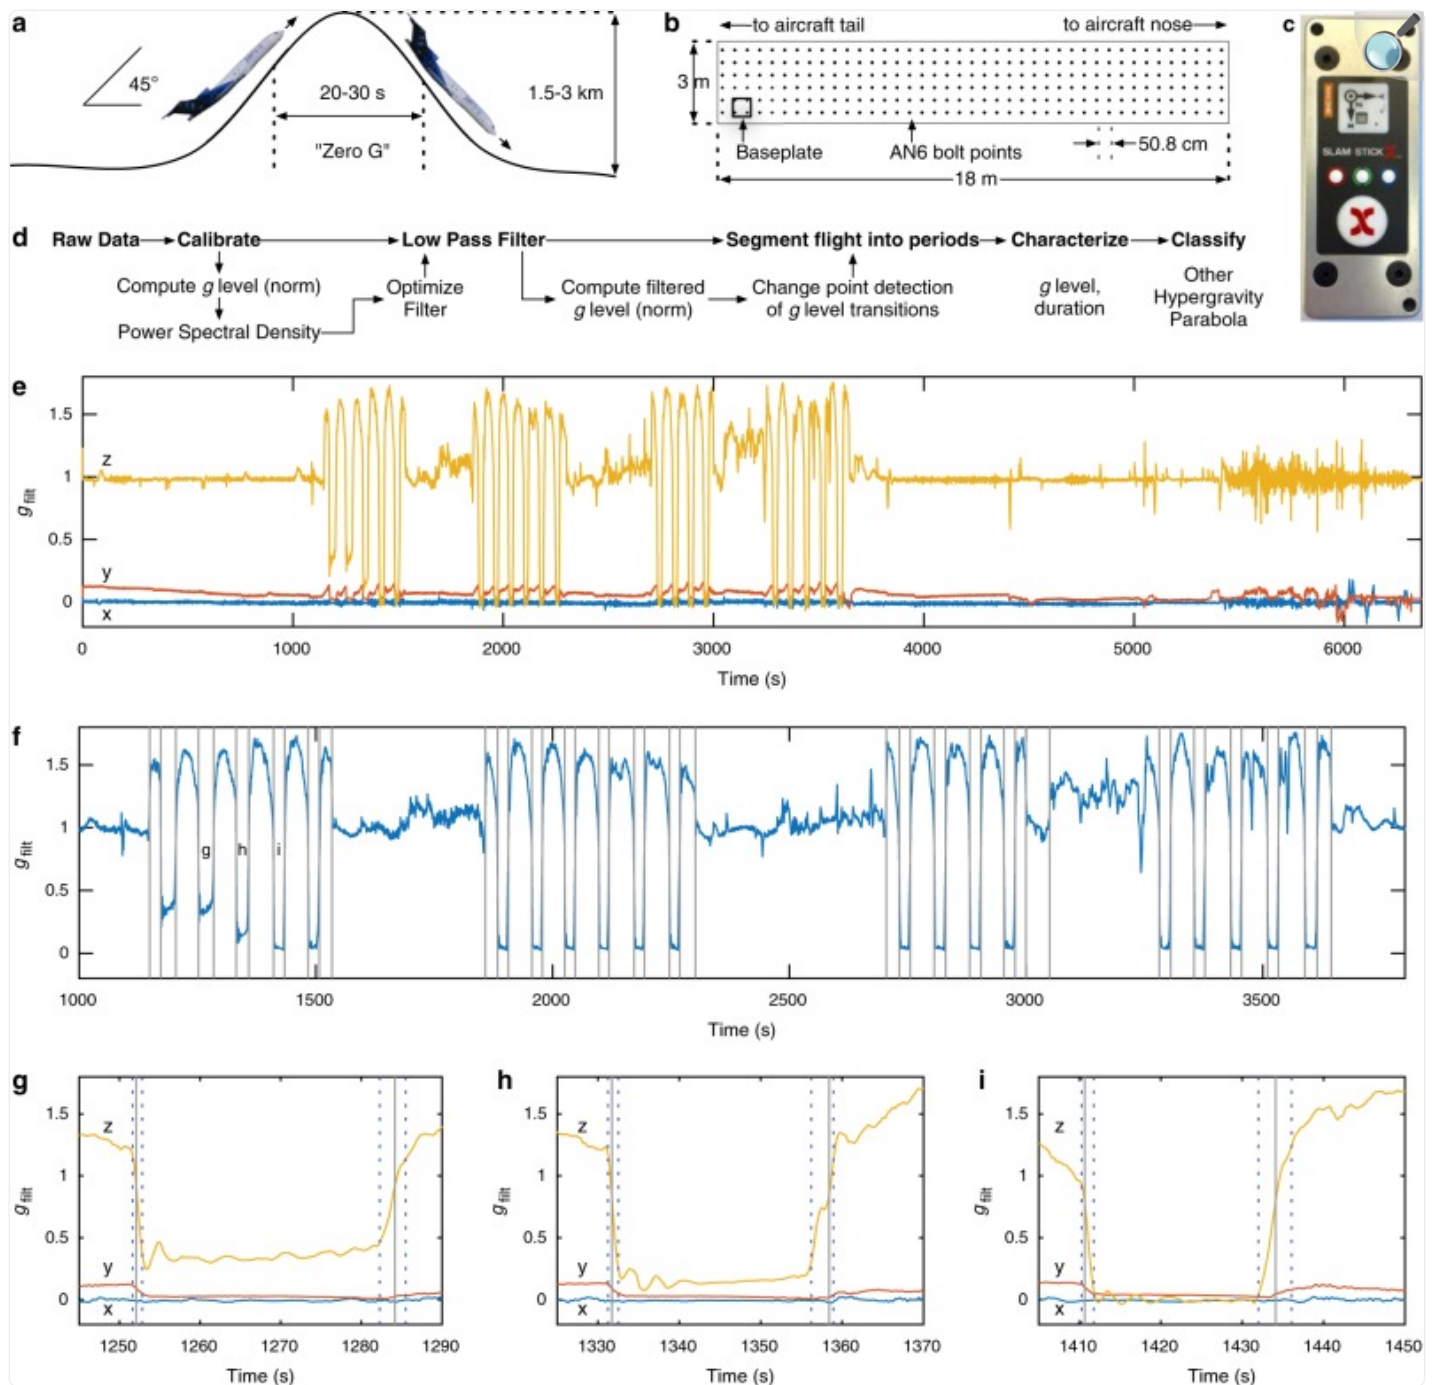 a
45°
20-30 s
"Zero G"
1.5-3 km
b
to aircraft tail
to aircraft nose
3 m
Baseplate
AN6 bolt points
50.8 cm
18 m
c
SLAM STICK X
X
d
Raw Data
Calibrate
Low Pass Filter
Segment flight into periods
Characterize
Classify
Compute g level (norm)
Power Spectral Density
Optimize
Filter
Compute filtered
g level (norm)
Change point detection
of g level transitions
g level,
duration
Other
Hypergravity
Parabola
e
1.5
1
0.5
0
gfilt
z
y
x
0 1000 2000 3000 4000 5000 6000
Time (s)
f
1.5
1
0.5
0
gfilt
g h i
1000 1500 2000 2500 3000 3500
Time (s)
g
1.5
1
0.5
0
gfilt
z
y
x
1250 1260 1270 1280 1290
Time (s)
h
1.5
1
0.5
0
gfilt
z
y
x
1330 1340 1350 1360 1370
Time (s)
i
1.5
1
0.5
0
gfilt
z
y
x
1410 1420 1430 1440 1450
Time (s)